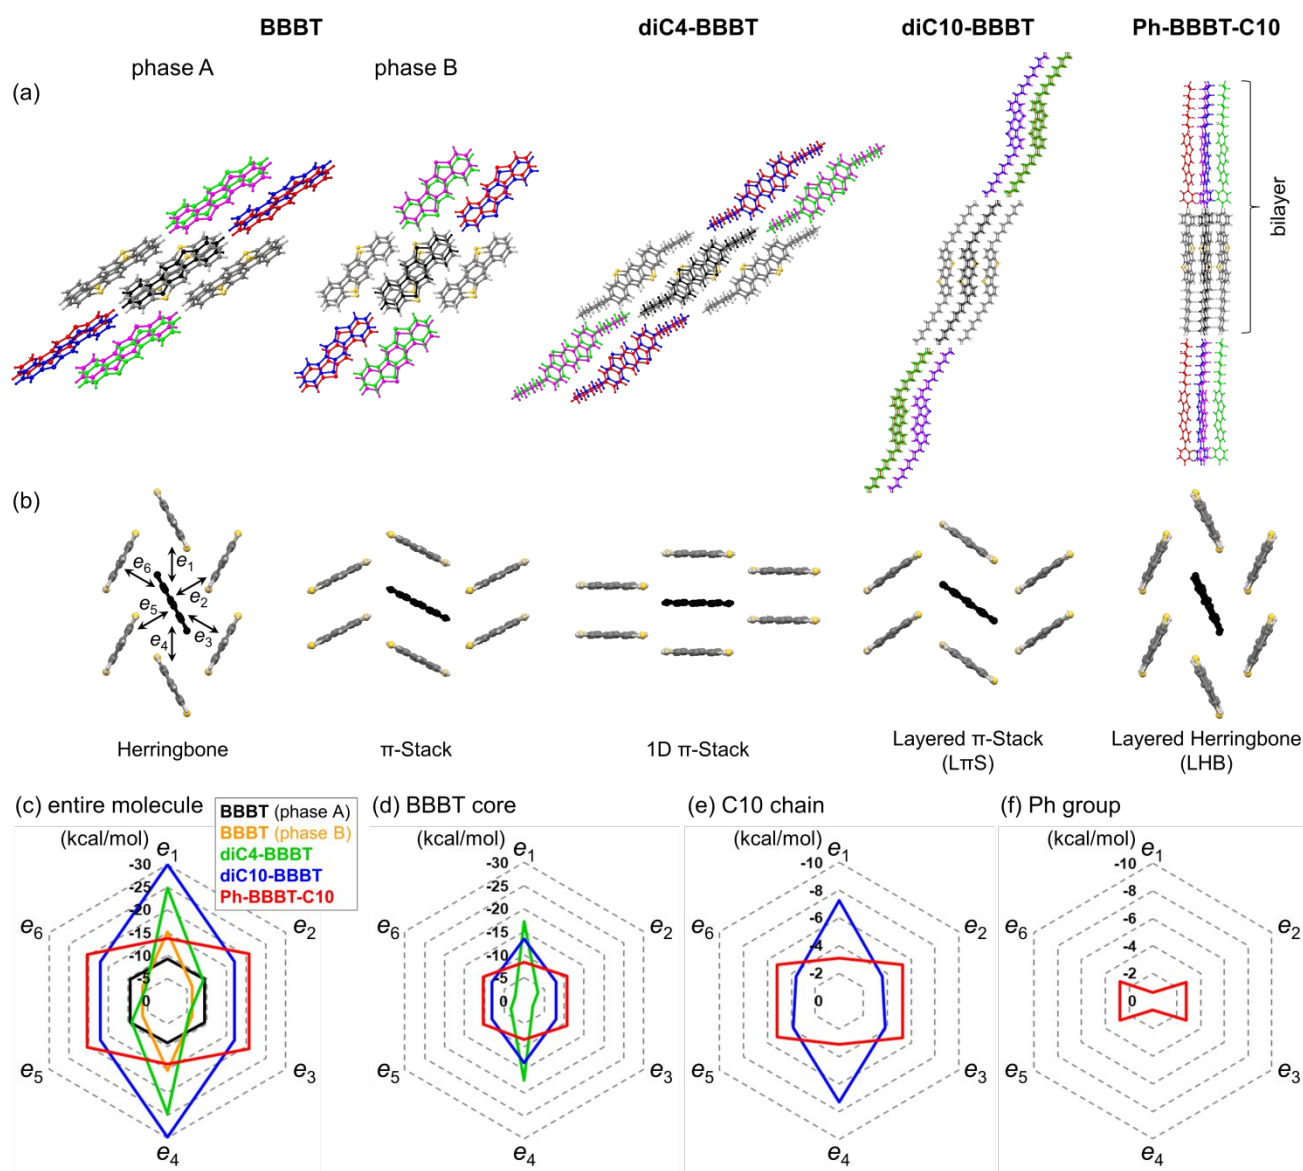 BBBT diC4-BBBT diC10-BBBT Ph-BBBT-C10
phase A phase B
(a)
bilayer
(b)
e1
e2
e3
e4
e5
e6
Herringbone
π-Stack
1D π-Stack
Layered π-Stack
(LπS)
Layered Herringbone
(LHB)
(c) entire molecule
(kcal/mol)
BBBT (phase A)
BBBT (phase B)
diC4-BBBT
diC10-BBBT
Ph-BBBT-C10
e1
-30
-25
-20
-15
-10
-5
0
e2
e3
e4
e5
e6
(d) BBBT core
(kcal/mol)
e1
-30
-25
-20
-15
-10
-5
0
e2
e3
e4
e5
e6
(e) C10 chain
(kcal/mol)
e1
-10
-8
-6
-4
-2
0
e2
e3
e4
e5
e6
(f) Ph group
(kcal/mol)
e1
-10
-8
-6
-4
-2
0
e2
e3
e4
e5
e6